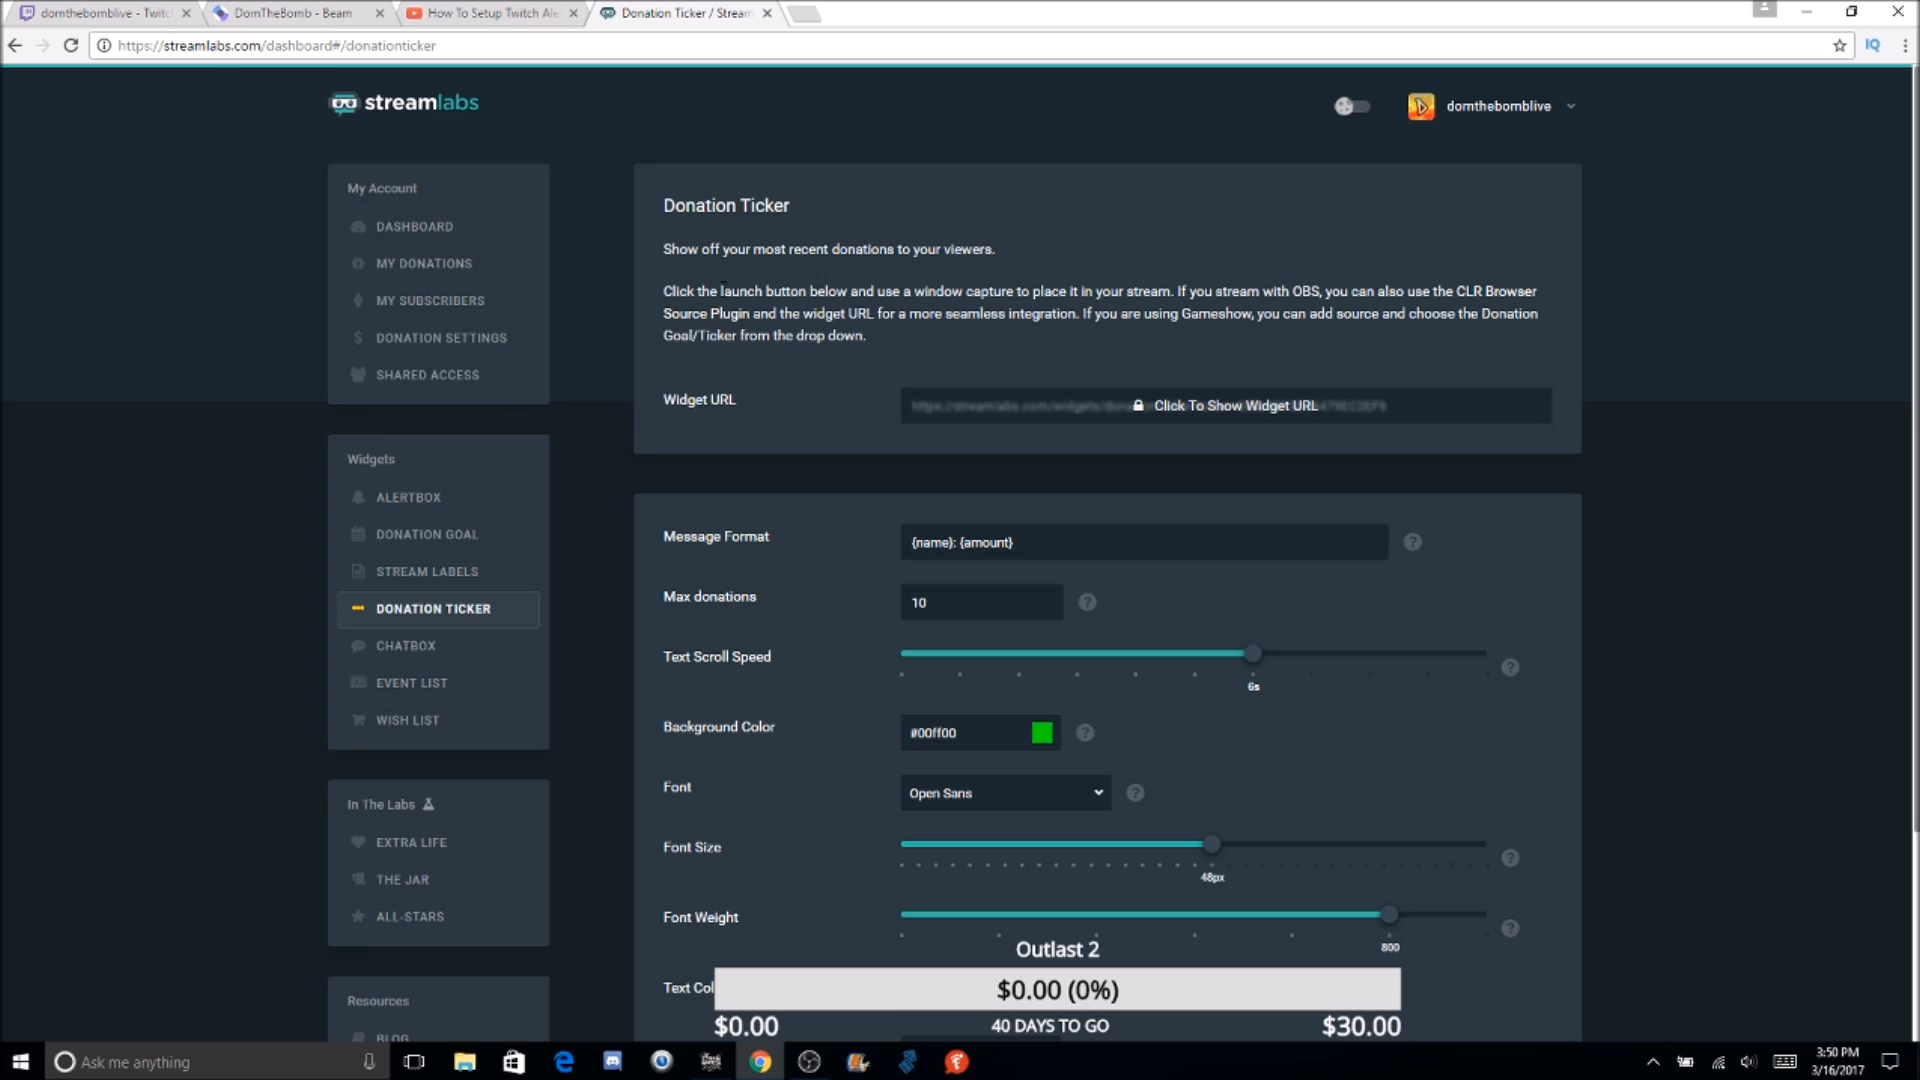 domthebomblive - Twitc
DomTheBomb - Beam
How To Setup Twitch Ale
Donation Ticker / Stream
https://streamlabs.com/dashboard#/donationticker
IQ
streamlabs
domthebomblive
My Account
DASHBOARD
MY DONATIONS
MY SUBSCRIBERS
$ DONATION SETTINGS
SHARED ACCESS
Widgets
ALERTBOX
DONATION GOAL
STREAM LABELS
DONATION TICKER
CHATBOX
EVENT LIST
WISH LIST
In The Labs
EXTRA LIFE
THE JAR
ALL-STARS
Resources
BLOG
Donation Ticker
Show off your most recent donations to your viewers.
Click the launch button below and use a window capture to place it in your stream. If you stream with OBS, you can also use the CLR Browser
Source Plugin and the widget URL for a more seamless integration. If you are using Gameshow, you can add source and choose the Donation
Goal/Ticker from the drop down.
Widget URL
Click To Show Widget URL
Message Format
{name}: {amount}
?
Max donations
10
?
Text Scroll Speed
6s
?
Background Color
#00ff00
?
Font
Open Sans
?
Font Size
48px
?
Font Weight
800
?
Outlast 2
Text Col
$0.00 (0%)
$0.00
40 DAYS TO GO
$30.00
Ask me anything
3:50 PM
3/16/2017